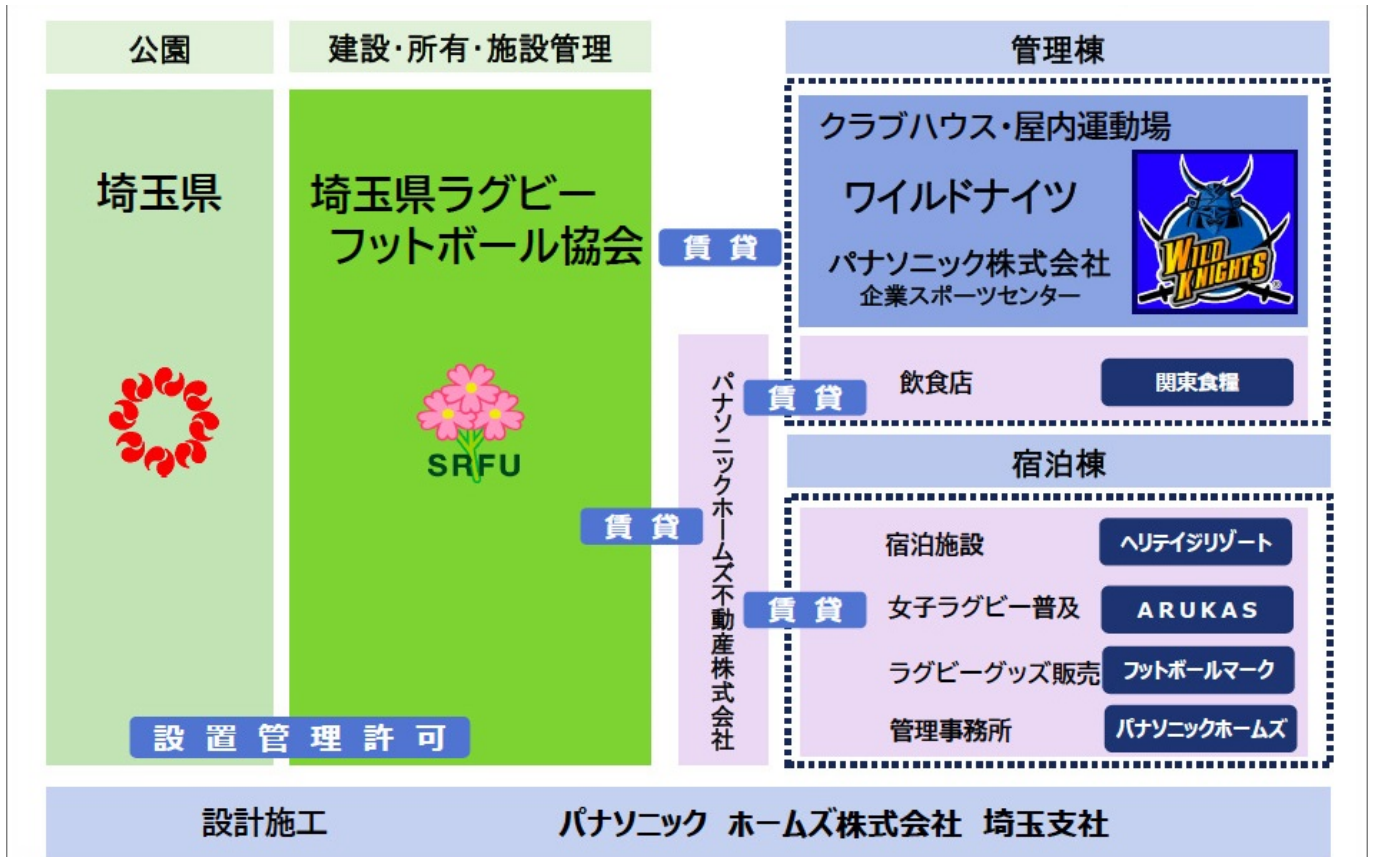 公園
建設・所有・施設管理
管理棟
埼玉県
埼玉県ラグビー
フットボール協会
SRFU
設置管理許可
賃貸
賃貸
パナソニックホームズ不動産株式会社
クラブハウス・屋内運動場
ワイルドナイツ
パナソニック株式会社
企業スポーツセンター
WILD
KNIGHTS
®
賃貸
飲食店 関東食糧
宿泊棟
賃貸
宿泊施設 ヘリテイジリゾート
女子ラグビー普及 ARUKAS
ラグビーグッズ販売 フットボールマーク
管理事務所 パナソニックホームズ
設計施工 パナソニック ホームズ株式会社 埼玉支社